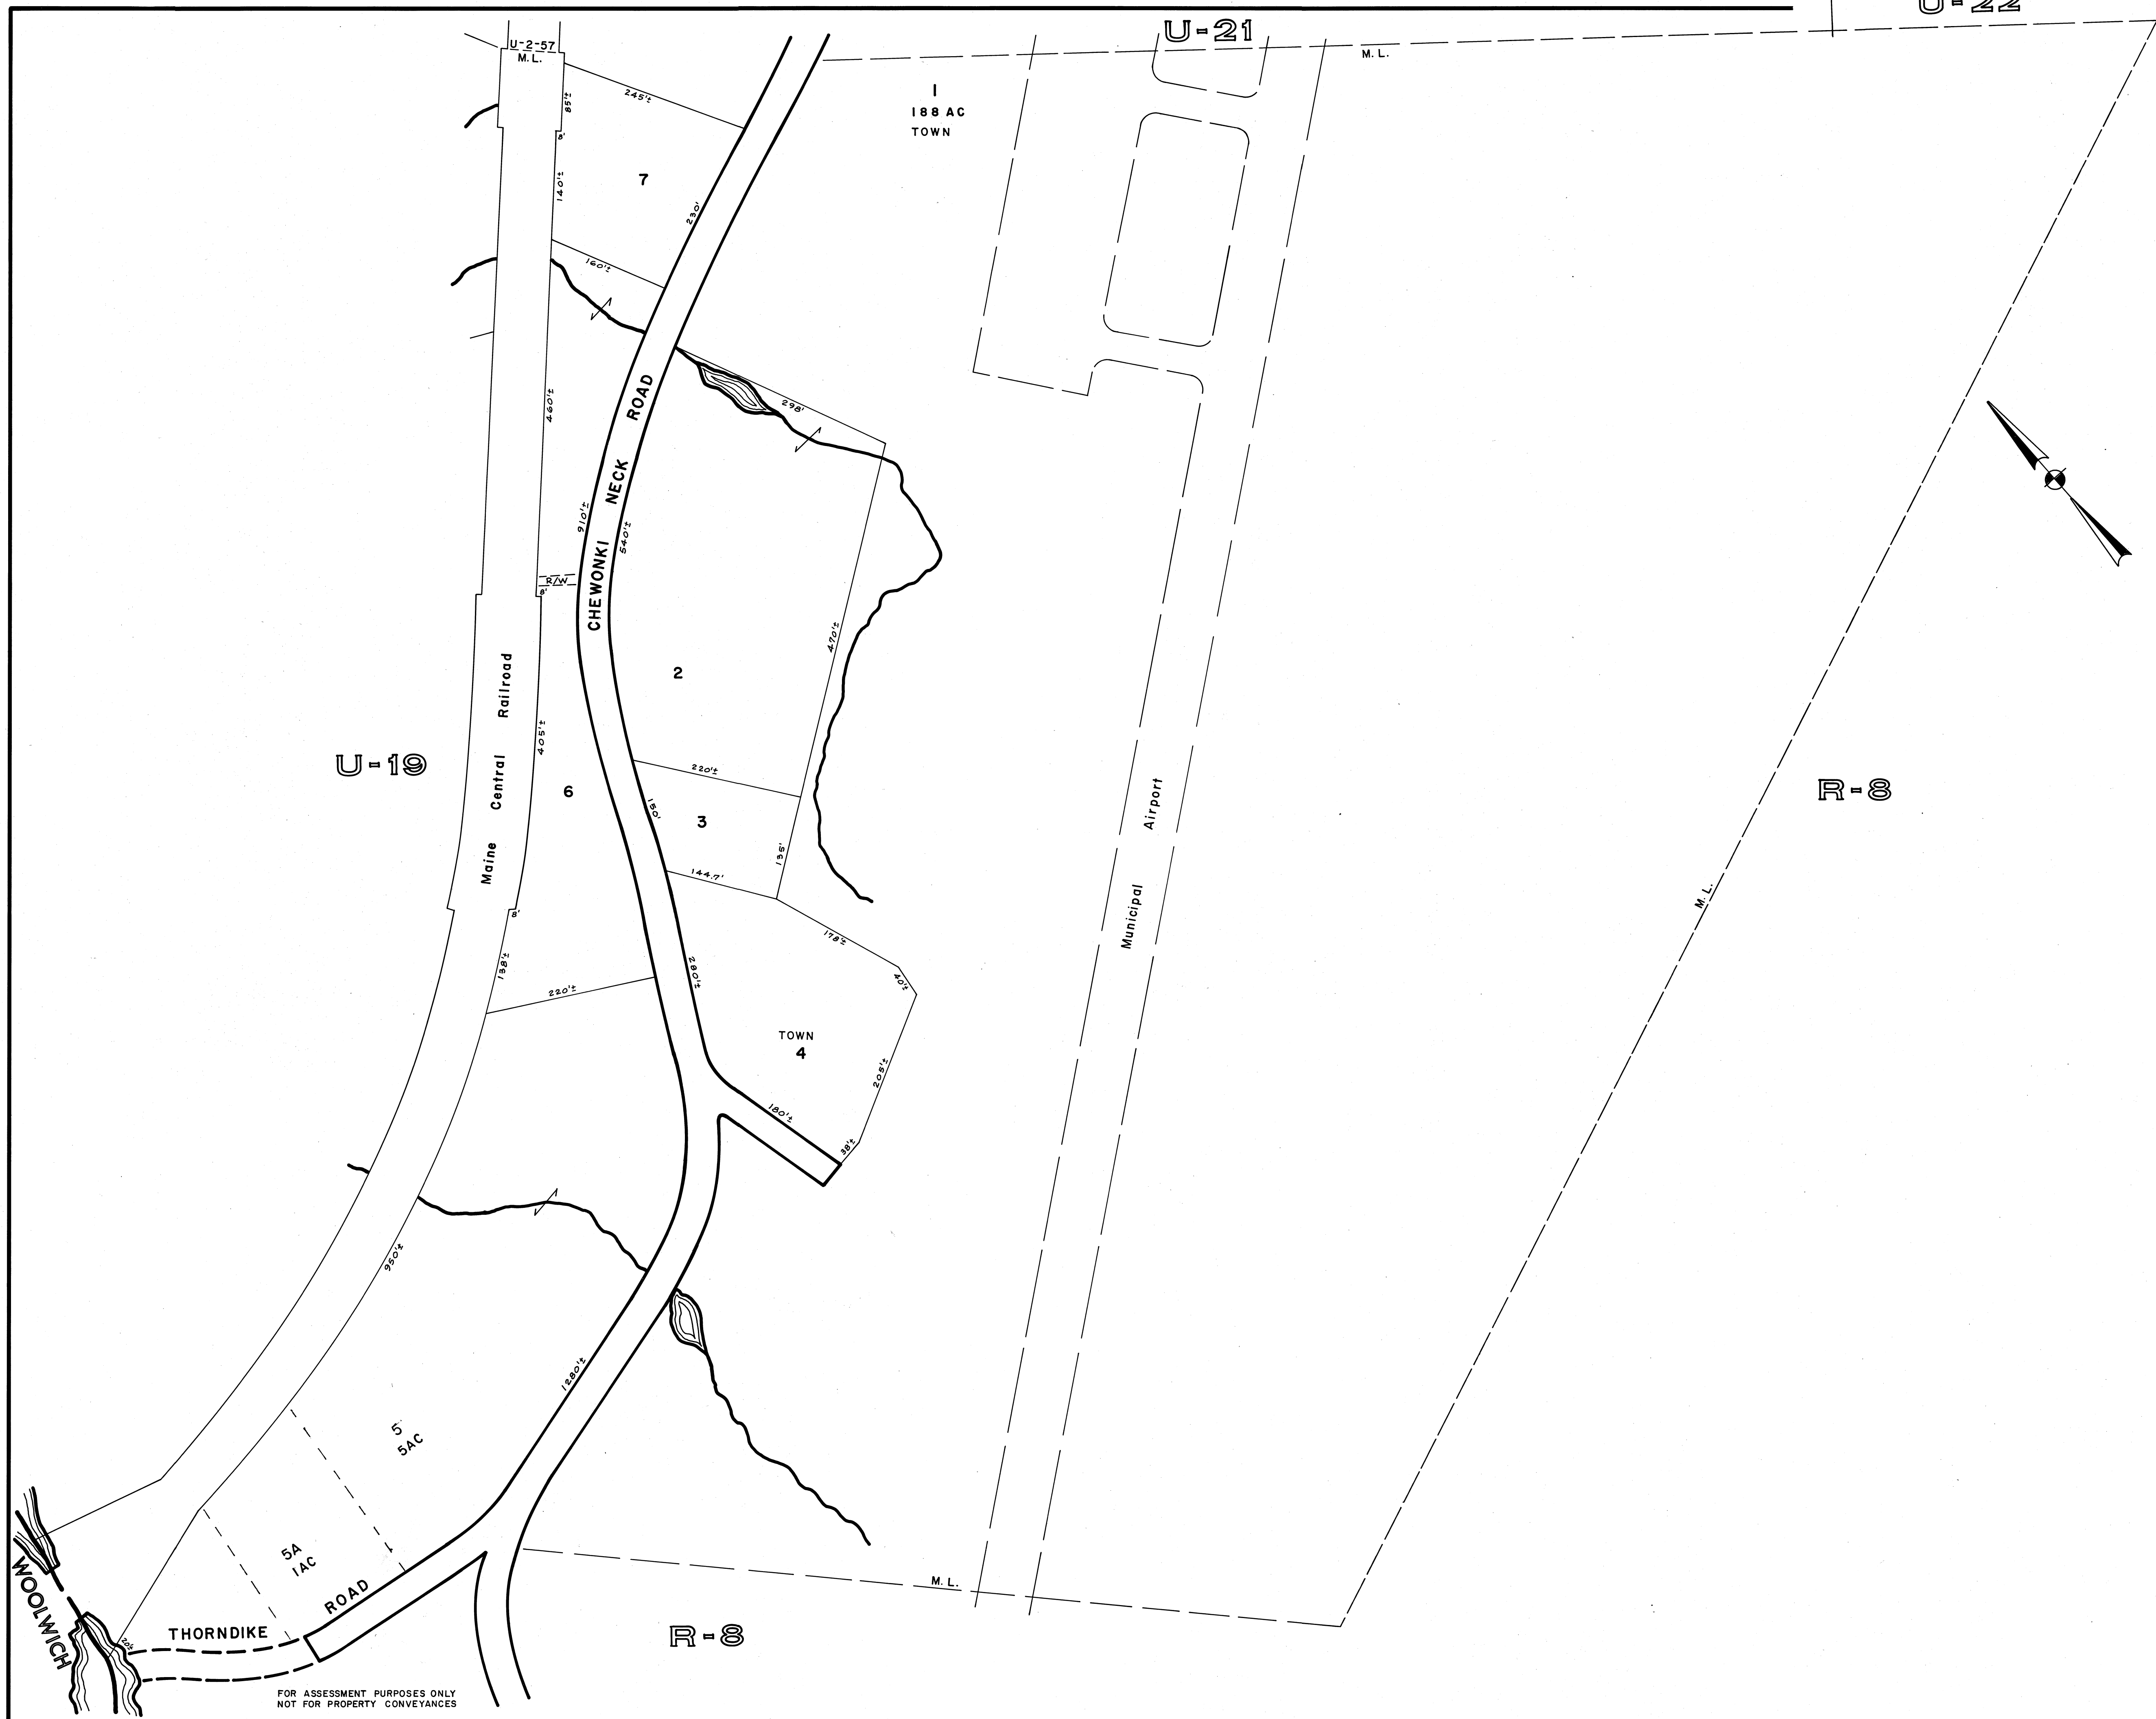 U-22
U-21
U-2-57
M.L.
M.L.
1
188 AC
TOWN
245'±
85'±
8'
140'±
7
230'
160'±
298'
460'±
CHEWONKI NECK ROAD
910'±
540'±
R/W
8'
470'±
2
Maine Central Railroad
405'±
U-19
6
220'±
150'
3
135'
144.7'
Municipal Airport
R-8
M.L.
8'
138'±
220'±
280'±
178'±
40'±
TOWN
4
205'±
180'±
38'±
950'±
1280'±
5
5AC
5A
1AC
WOOLWICH
THORNDIKE ROAD
20'±
M.L.
R-8
FOR ASSESSMENT PURPOSES ONLY
NOT FOR PROPERTY CONVEYANCES